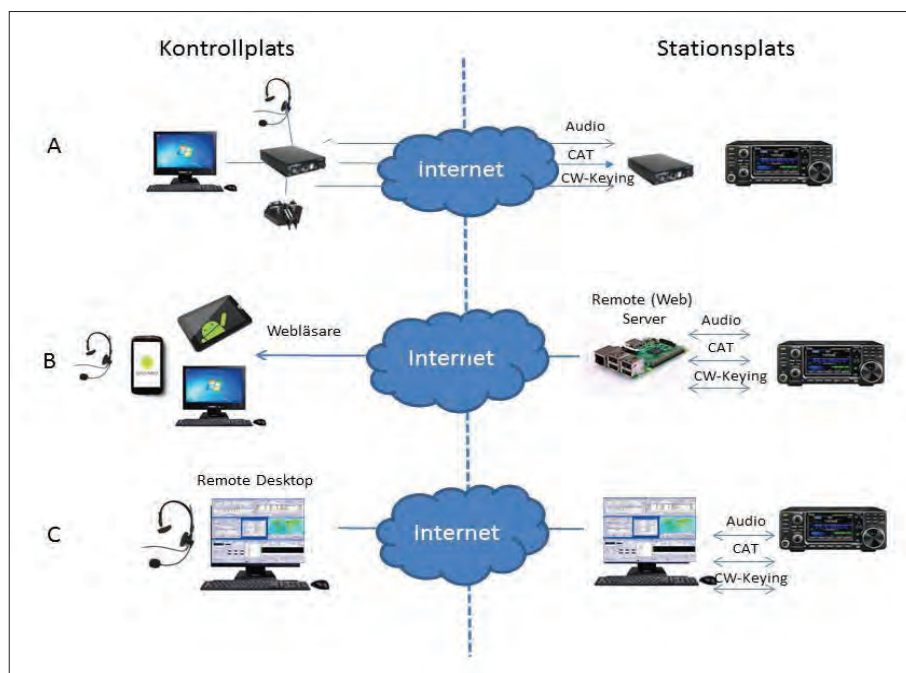 Kontrollplats
Stationsplats
A
Internet
Audio
CAT
CW-Keying
B
Webläsare
Internet
Remote (Web)
Server
Audio
CAT
CW-Keying
C
Remote Desktop
Internet
Audio
CAT
CW-Keying